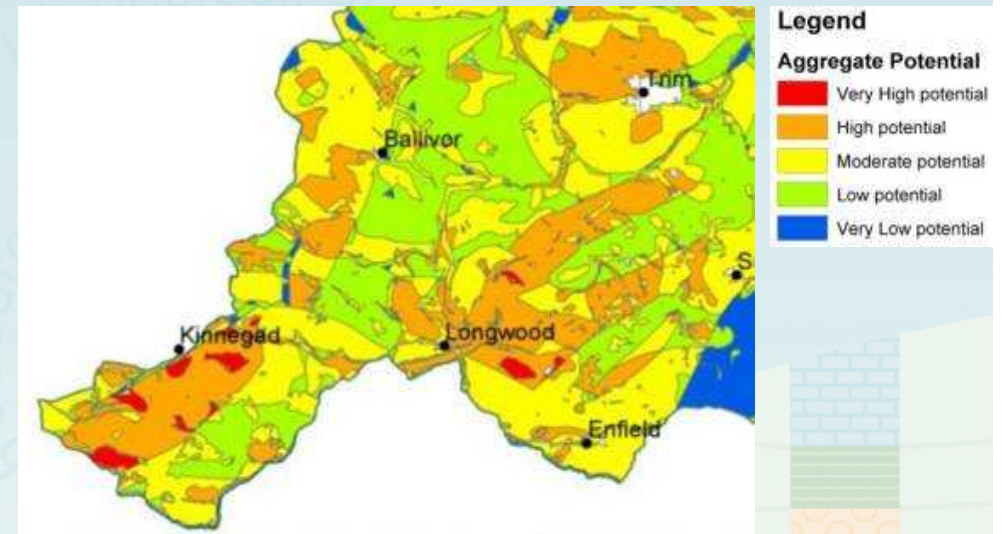 Trim
Ballivor
S
Kinnegad
Longwood
Enfield
Legend
Aggregate Potential
Very High potential
High potential
Moderate potential
Low potential
Very Low potential